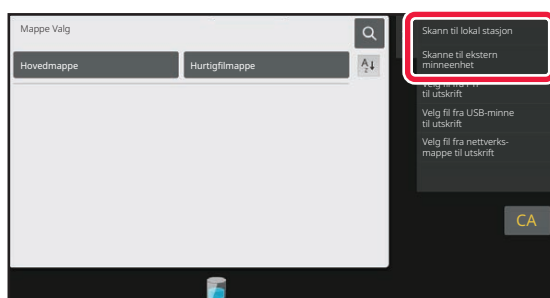 Mappe Valg
Hovedmappe
Hurtigfilmappe
Skann til lokal stasjon
Skanne til ekstern
minneenhet
til utskrift
Velg fil fra USB-minne
til utskrift
Velg fil fra nettverks-
mappe til utskrift
CA